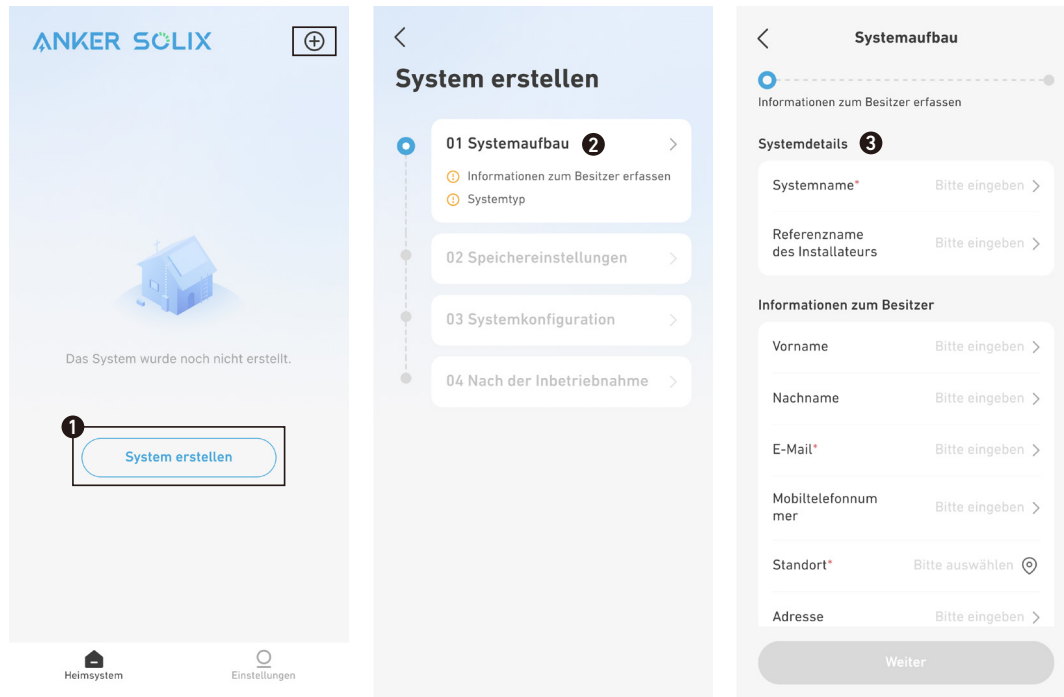 ANKER SOLIX
Das System wurde noch nicht erstellt.
1
System erstellen
Heimsystem
Einstellungen
System erstellen
01 Systemaufbau 2
Informationen zum Besitzer erfassen
Systemtyp
02 Speichereinstellungen
03 Systemkonfiguration
04 Nach der Inbetriebnahme
Systemaufbau
Informationen zum Besitzer erfassen
Systemdetails 3
Systemname* Bitte eingeben
Referenzname
des Installateurs Bitte eingeben
Informationen zum Besitzer
Vorname Bitte eingeben
Nachname Bitte eingeben
E-Mail* Bitte eingeben
Mobiltelefonnum
mer Bitte eingeben
Standort* Bitte auswählen
Adresse Bitte eingeben
Weiter